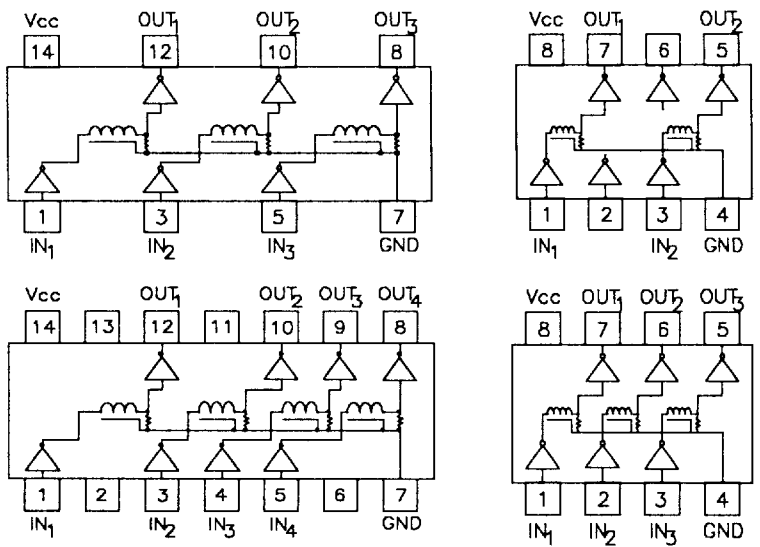 Vcc OUT1 OUT2 OUT3
14 12 10 8
1 3 5 7
IN1 IN2 IN3 GND
Vcc OUT1 OUT2
8 7 6 5
1 2 3 4
IN1 IN2 GND
Vcc OUT1 OUT2 OUT3 OUT4
14 13 12 11 10 9 8
1 2 3 4 5 6 7
IN1 IN2 IN3 IN4 GND
Vcc OUT1 OUT2 OUT3
8 7 6 5
1 2 3 4
IN1 IN2 IN3 GND